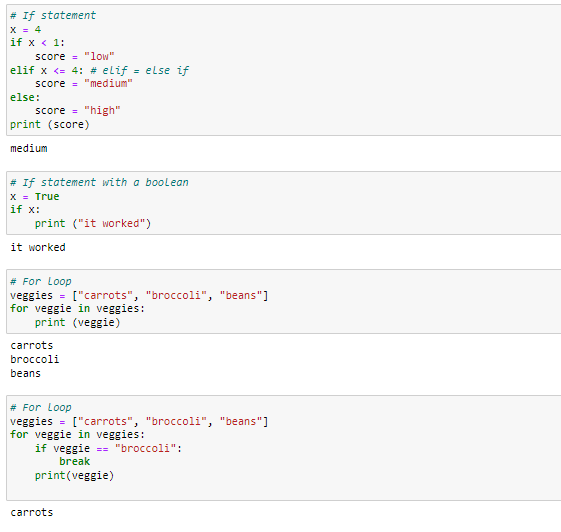 # If statement
x = 4
if x < 1:
    score = "low"
elif x <= 4: # elif = else if
    score = "medium"
else:
    score = "high"
print (score)
medium
# If statement with a boolean
x = True
if x:
    print ("it worked")
it worked
# For Loop
veggies = ["carrots", "broccoli", "beans"]
for veggie in veggies:
    print (veggie)
carrots
broccoli
beans
# For Loop
veggies = ["carrots", "broccoli", "beans"]
for veggie in veggies:
    if veggie == "broccoli":
        break
    print(veggie)
carrots